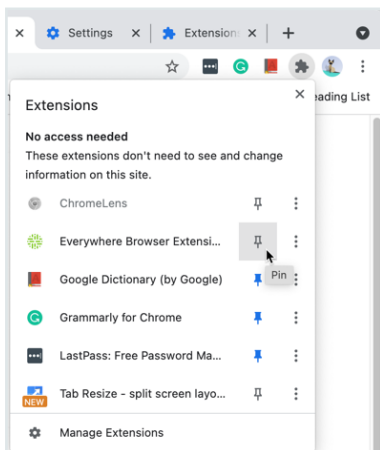 Settings
Extension
Extensions
eading List
No access needed
These extensions don't need to see and change
information on this site.
ChromeLens
Everywhere Browser Extensi...
Pin
Google Dictionary (by Google)
Grammarly for Chrome
LastPass: Free Password Ma...
Tab Resize - split screen layo...
NEW
Manage Extensions